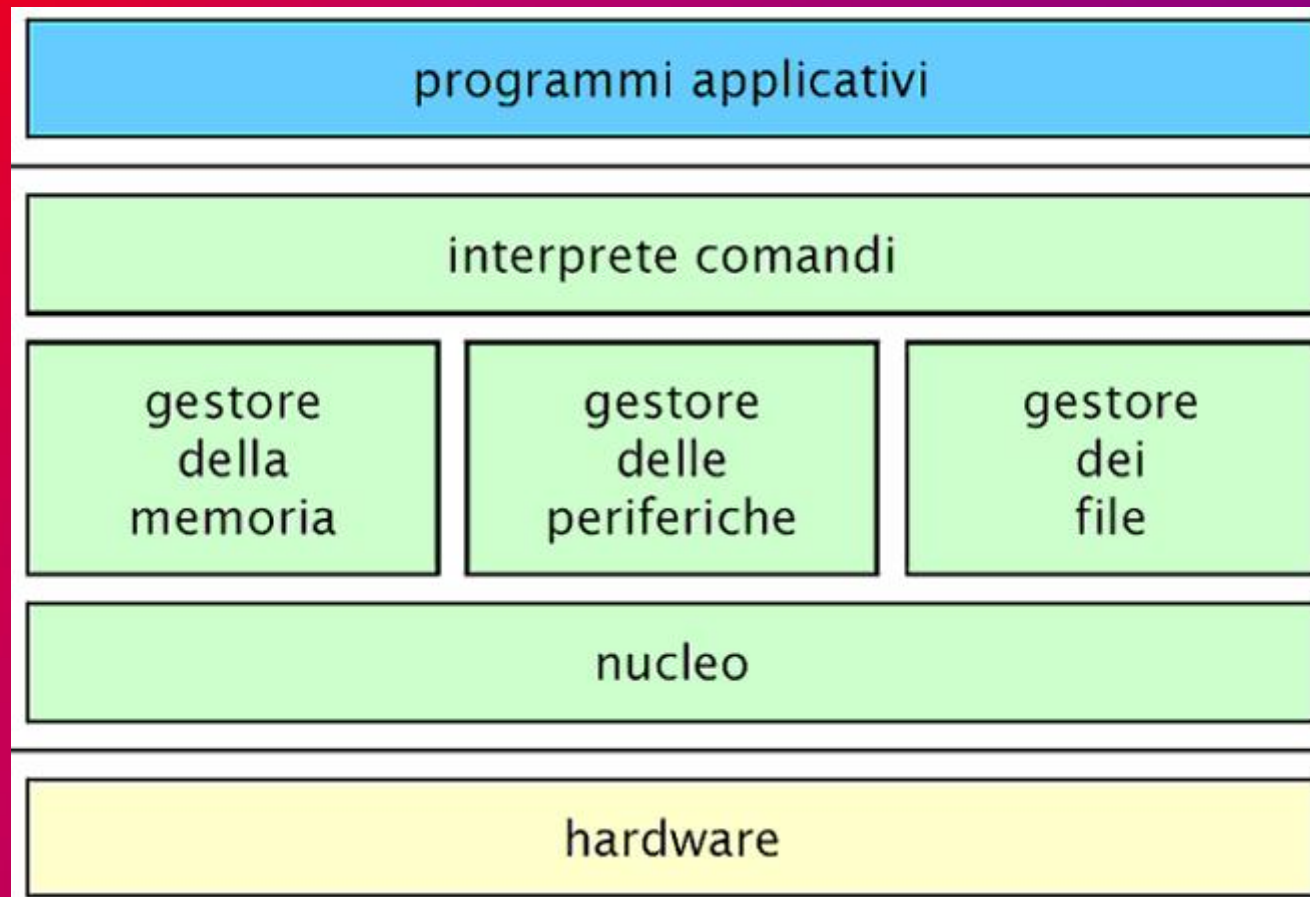 programmi applicativi
interprete comandi
gestore
della
memoria
gestore
delle
periferiche
gestore
dei
file
nucleo
hardware